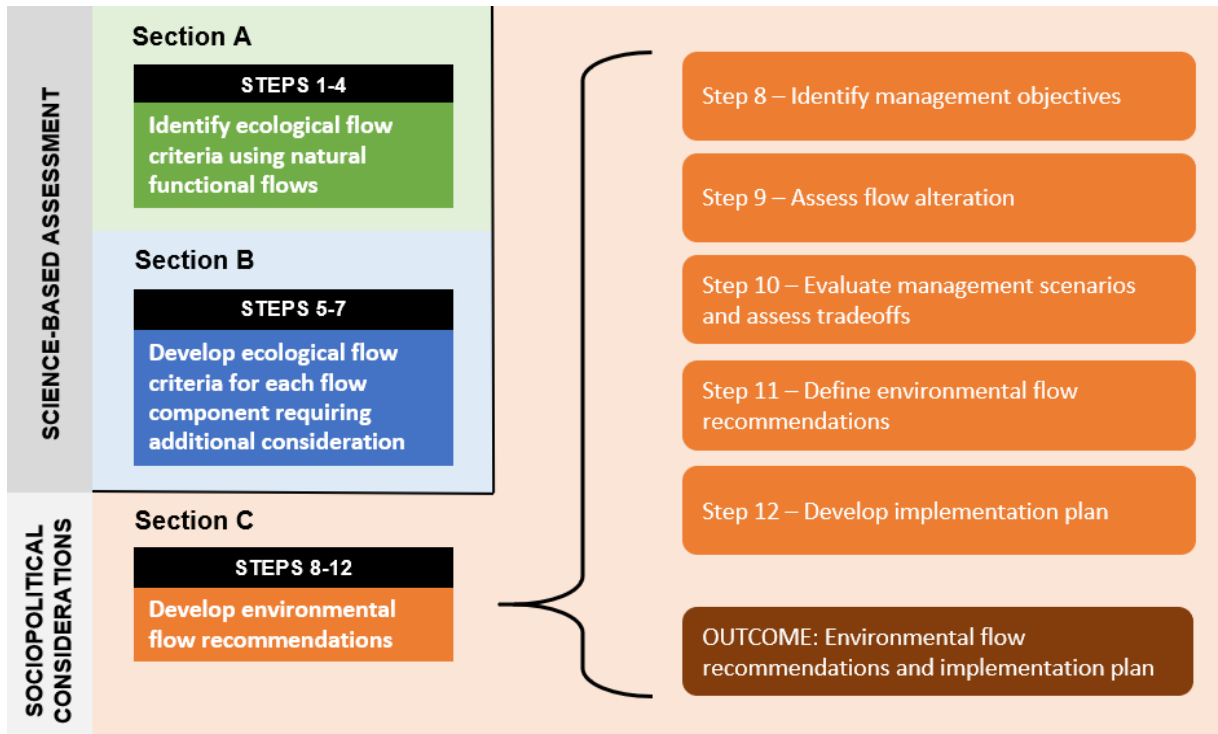 SCIENCE-BASED ASSESSMENT
Section A
STEPS 1-4
Identify ecological flow
criteria using natural
functional flows
Section B
STEPS 5-7
Develop ecological flow
criteria for each flow
component requiring
additional consideration
SOCIOPOLITICAL
CONSIDERATIONS
Section C
STEPS 8-12
Develop environmental
flow recommendations
Step 8 – Identify management objectives
Step 9 – Assess flow alteration
Step 10 – Evaluate management scenarios
and assess tradeoffs
Step 11 – Define environmental flow
recommendations
Step 12 – Develop implementation plan
OUTCOME: Environmental flow
recommendations and implementation plan